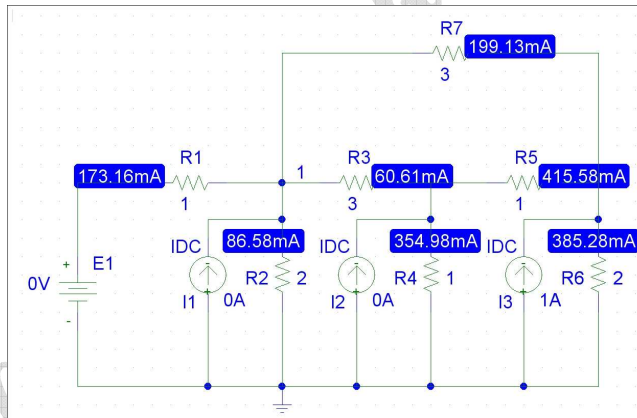 R7
199.13mA
3
R1
R3
R5
173.16mA
1
60.61mA
415.58mA
1
3
1
IDC
86.58mA
IDC
354.98mA
IDC
385.28mA
+
E1
0V
-
-
R2
2
-
R4
1
-
R6
2
+
I1
0A
+
I2
0A
+
I3
1A